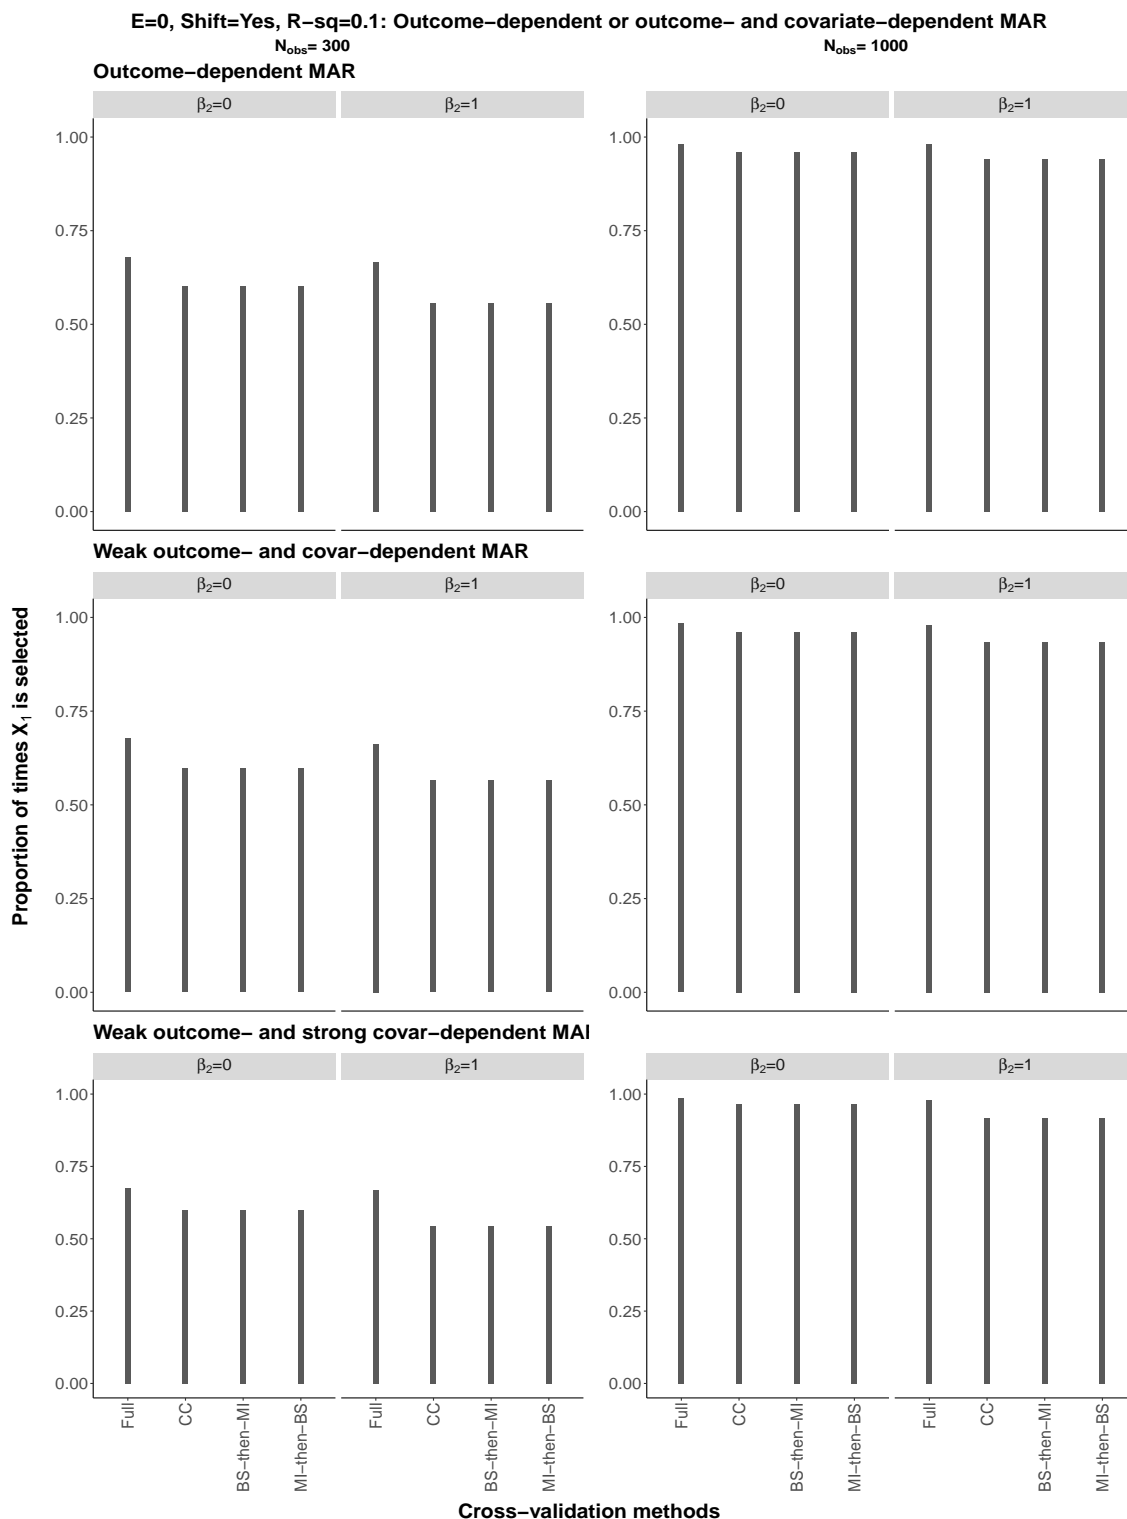 E=0, Shift=Yes, R−sq=0.1: Outcome−dependent or outcome− and covariate−dependent MAR
N_obs= 300
N_obs= 1000
Outcome−dependent MAR
β₂=0
β₂=1
β₂=0
β₂=1
1.00
0.75
0.50
0.25
0.00
1.00
0.75
0.50
0.25
0.00
Weak outcome− and covar−dependent MAR
β₂=0
β₂=1
β₂=0
β₂=1
1.00
0.75
0.50
0.25
0.00
1.00
0.75
0.50
0.25
0.00
Proportion of times X₁ is selected
Weak outcome− and strong covar−dependent MAI
β₂=0
β₂=1
β₂=0
β₂=1
1.00
0.75
0.50
0.25
0.00
1.00
0.75
0.50
0.25
0.00
Full
CC
BS−then−MI
MI−then−BS
Full
CC
BS−then−MI
MI−then−BS
Full
CC
BS−then−MI
MI−then−BS
Full
CC
BS−then−MI
MI−then−BS
Cross−validation methods